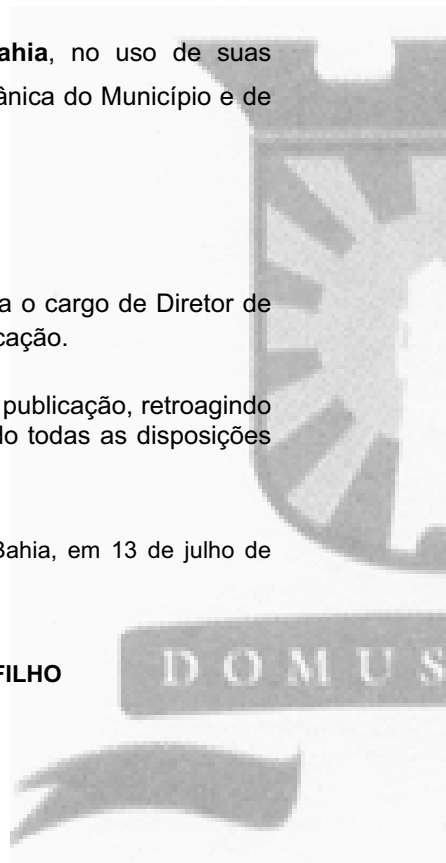 ahia, no uso de suas
ânica do Município e de
a o cargo de Diretor de
cação.
publicação, retroagindo
do todas as disposições
Bahia, em 13 de julho de
FILHO
DOMUS